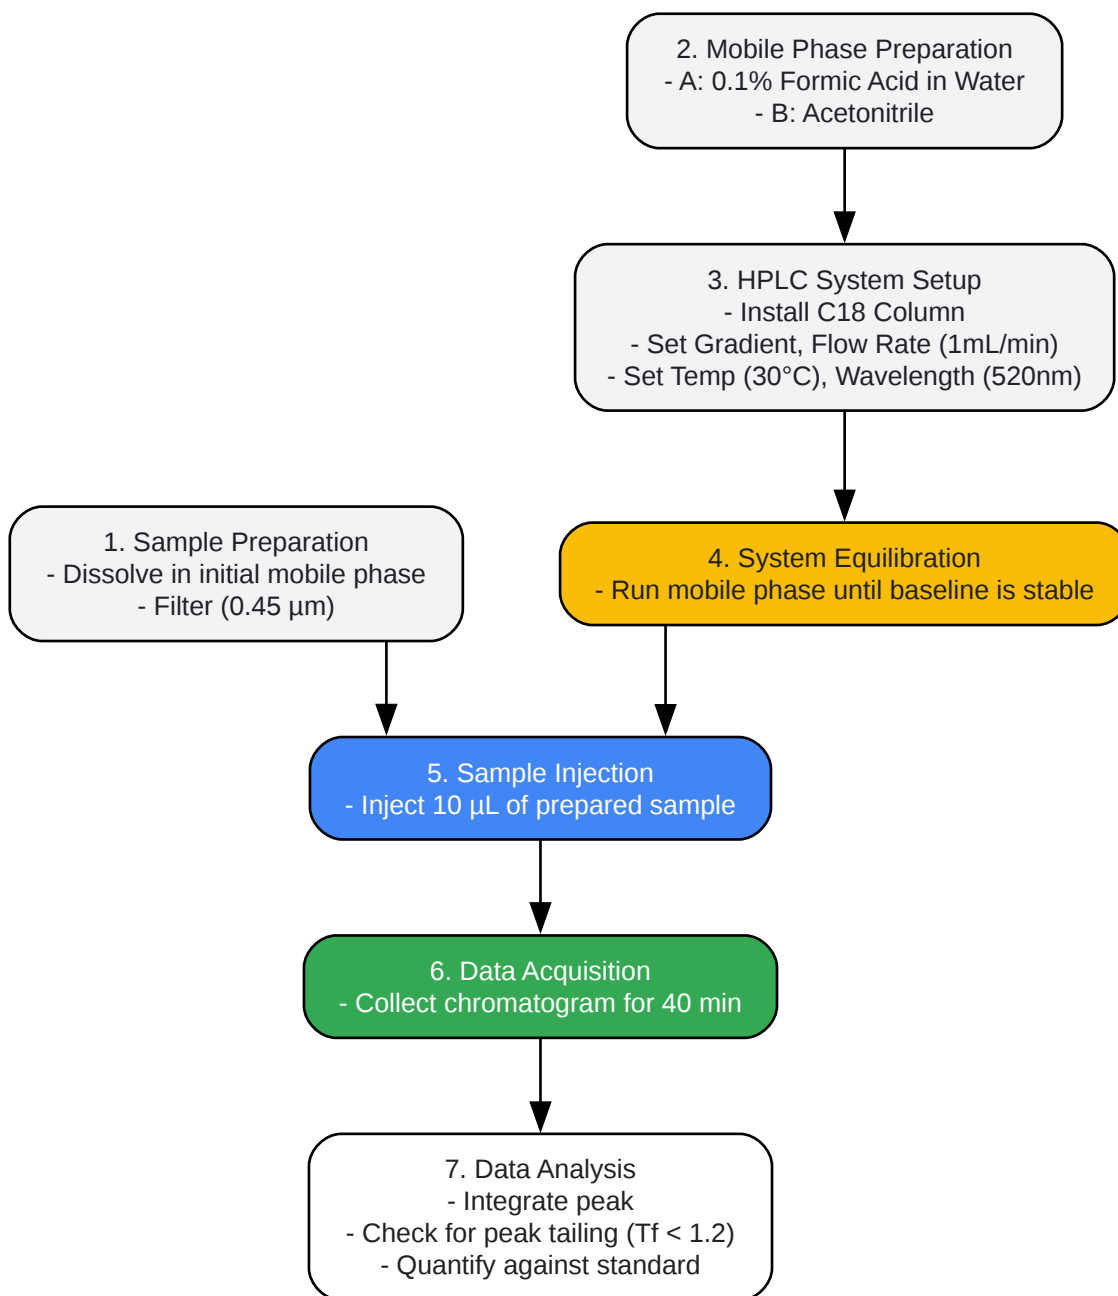 2. Mobile Phase Preparation
- A: 0.1% Formic Acid in Water
- B: Acetonitrile
3. HPLC System Setup
- Install C18 Column
- Set Gradient, Flow Rate (1mL/min)
- Set Temp (30°C), Wavelength (520nm)
1. Sample Preparation
- Dissolve in initial mobile phase
- Filter (0.45 µm)
4. System Equilibration
- Run mobile phase until baseline is stable
5. Sample Injection
- Inject 10 µL of prepared sample
6. Data Acquisition
- Collect chromatogram for 40 min
7. Data Analysis
- Integrate peak
- Check for peak tailing (Tf < 1.2)
- Quantify against standard